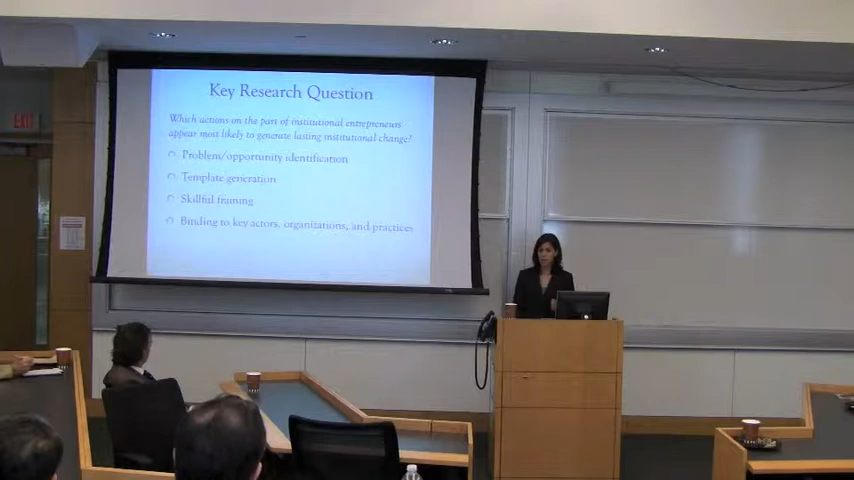 Key Research Question
Which actions on the part of institutional entrepreneurs
appear most likely to generate lasting institutional change?
Problem/opportunity identification
Template generation
Skillful framing
Binding to key actors, organizations, and practices
EXIT